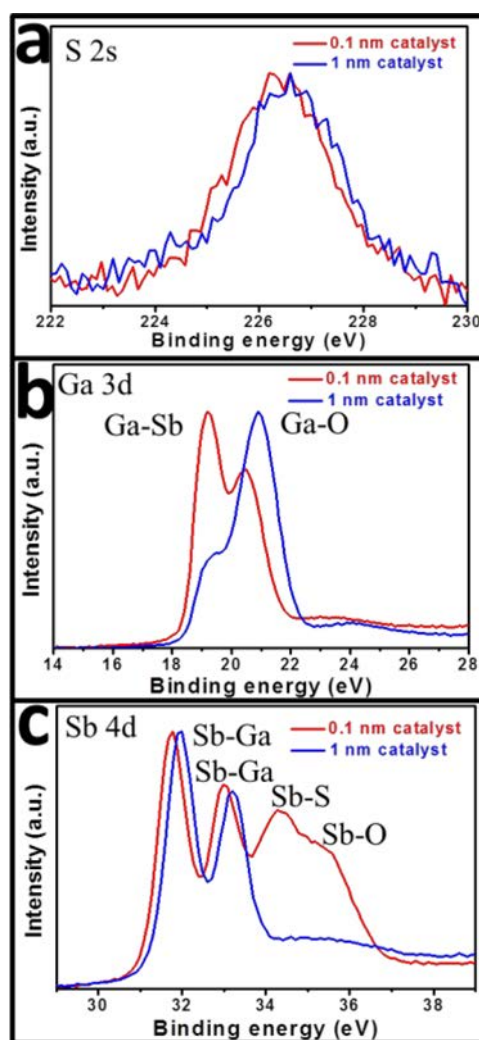 a
S 2s
0.1 nm catalyst
1 nm catalyst
Intensity (a.u.)
222 224 226 228 230
Binding energy (eV)
b
Ga 3d
0.1 nm catalyst
1 nm catalyst
Ga-Sb
Ga-O
Intensity (a.u.)
14 16 18 20 22 24 26 28
Binding energy (eV)
c
Sb 4d
0.1 nm catalyst
1 nm catalyst
Sb-Ga
Sb-Ga
Sb-S
Sb-O
Intensity (a.u.)
30 32 34 36 38
Binding energy (eV)